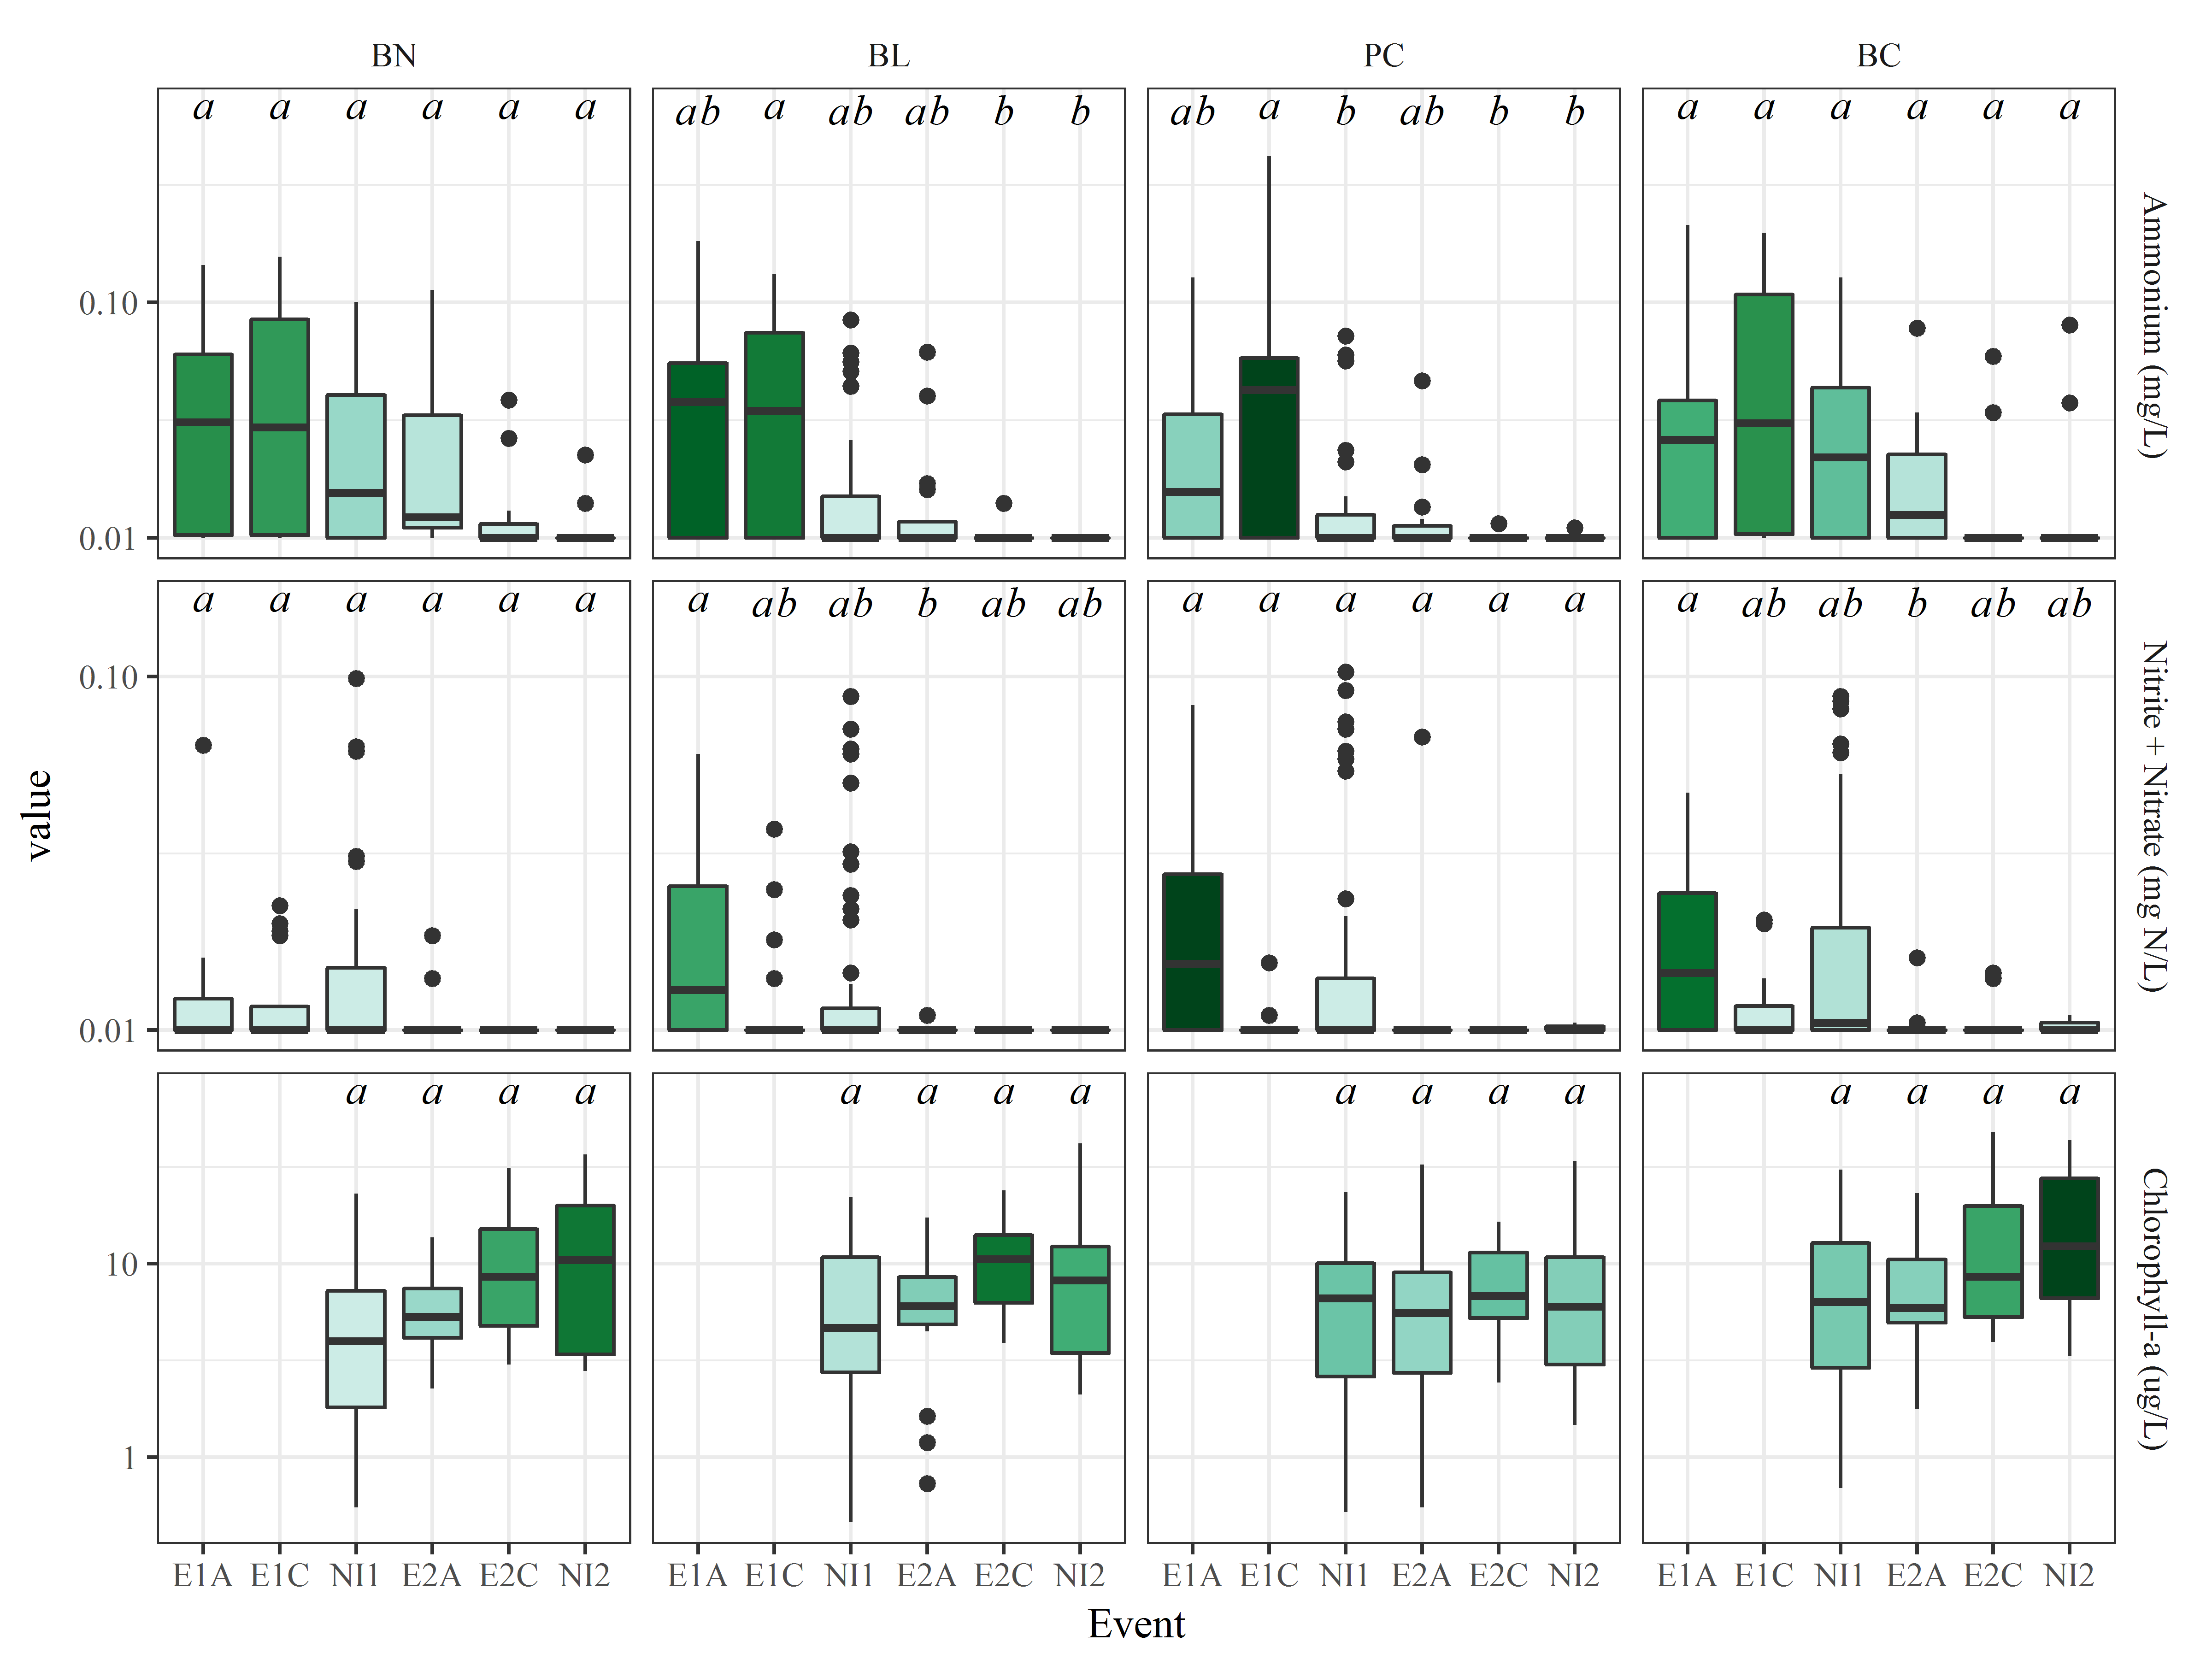 BN BL PC BC
a a a a a a ab a ab ab b b ab a b ab b b a a a a a a
0.10
0.01
Ammonium (mg/L)
a a a a a a a ab ab b ab ab a a a a a a a ab ab b ab ab
0.10
0.01
Nitrite + Nitrate (mg N/L)
value
a a a a a a a a a a a a a a a a
10
1
Chlorophyll-a (ug/L)
E1A E1C NI1 E2A E2C NI2 E1A E1C NI1 E2A E2C NI2 E1A E1C NI1 E2A E2C NI2 E1A E1C NI1 E2A E2C NI2
Event